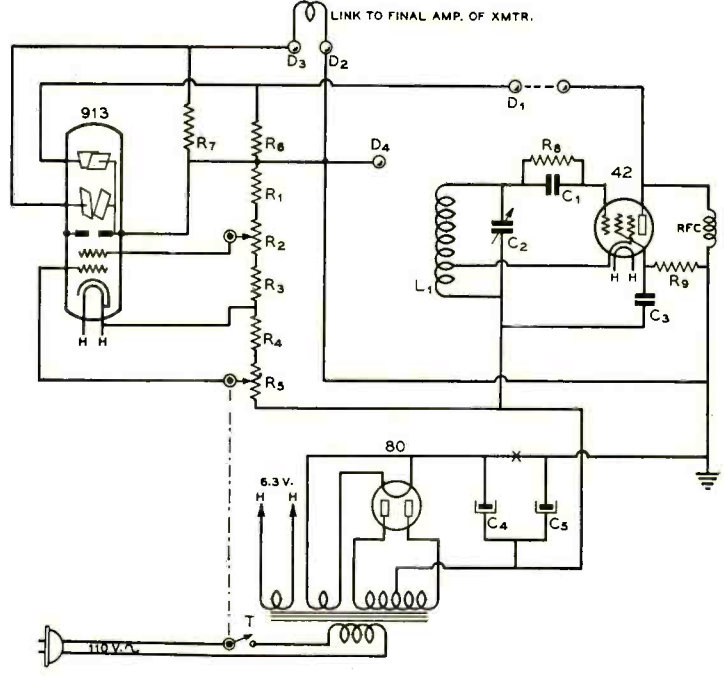 LINK TO FINAL AMP. OF XMTR.
D3
D2
D1
913
R7
R6
D4
R8
42
R1
C1
R2
C2
RFC
R3
L1
H H
R9
C3
R4
H H
R5
80
6.3 V.
H H
C4
C5
T
110 V.